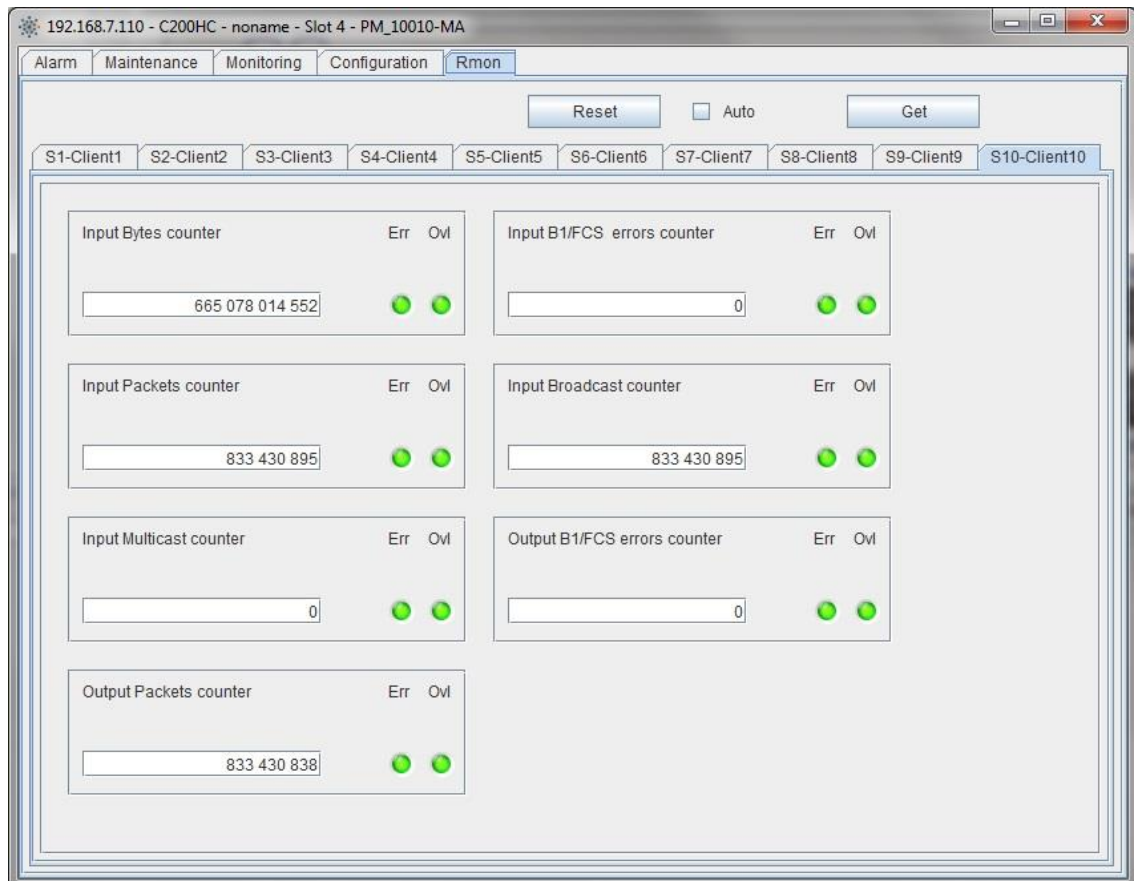 192.168.7.110 - C200HC - noname - Slot 4 - PM_10010-MA
Alarm Maintenance Monitoring Configuration Rmon
Reset Auto Get
S1-Client1 S2-Client2 S3-Client3 S4-Client4 S5-Client5 S6-Client6 S7-Client7 S8-Client8 S9-Client9 S10-Client10
Input Bytes counter Err Ovl
665 078 014 552
Input B1/FCS errors counter Err Ovl
0
Input Packets counter Err Ovl
833 430 895
Input Broadcast counter Err Ovl
833 430 895
Input Multicast counter Err Ovl
0
Output B1/FCS errors counter Err Ovl
0
Output Packets counter Err Ovl
833 430 838